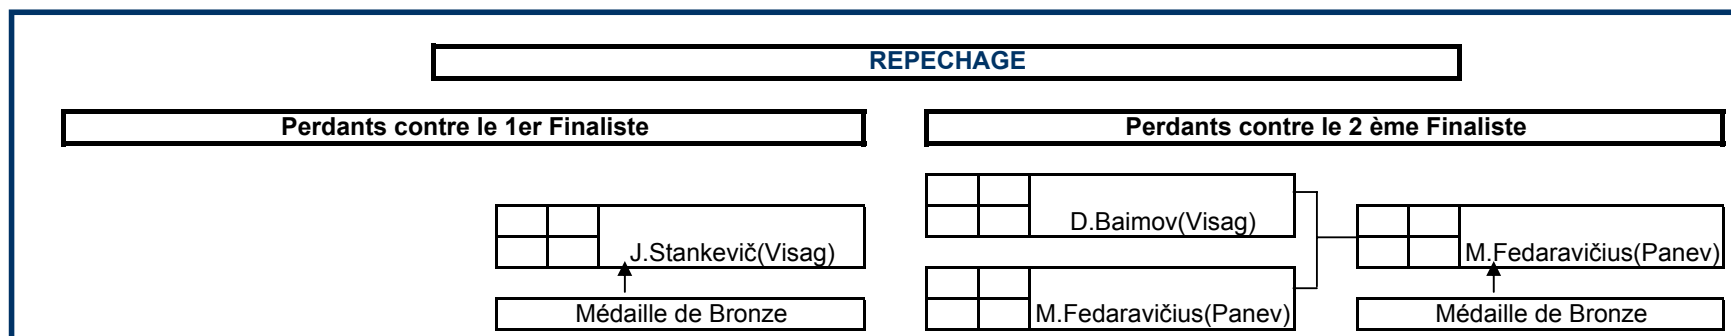 REPECHAGE
Perdants contre le 1er Finaliste
Perdants contre le 2 ème Finaliste
D.Baimov(Visag)
J.Stankevič(Visag)
M.Fedaravičius(Panev)
Médaille de Bronze
M.Fedaravičius(Panev)
Médaille de Bronze